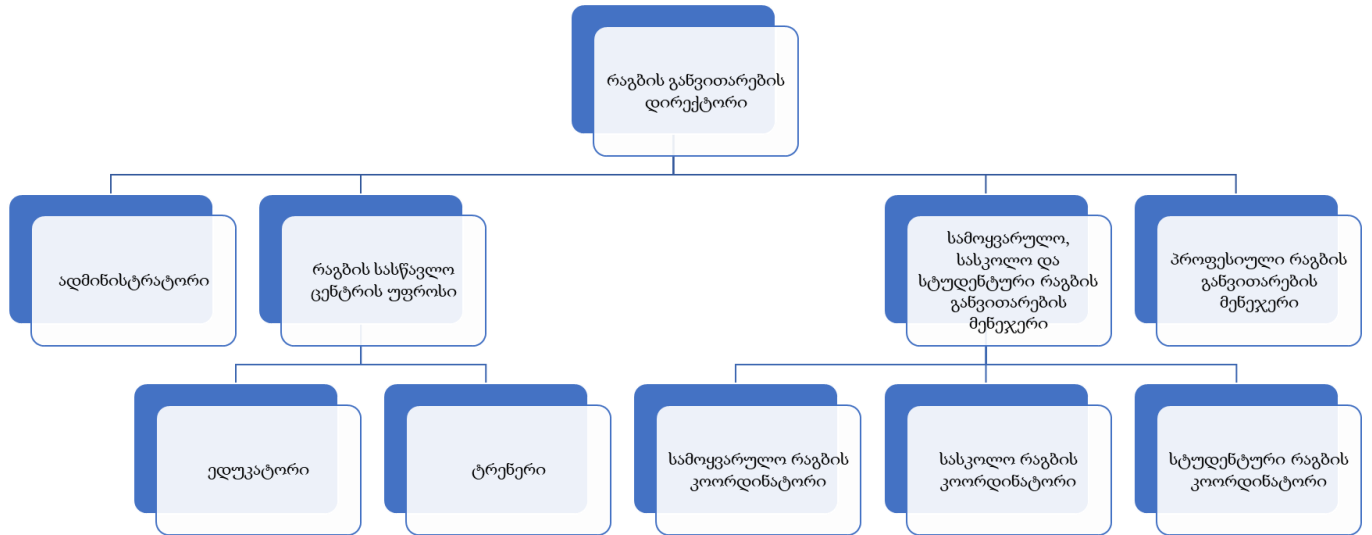 რაგბის განვითარების
დირექტორი
ადმინისტრატორი
რაგბის სასწავლო
ცენტრის უფროსი
სამოყვარულო,
სასკოლო და
სტუდენტური რაგბის
განვითარების
მენეჯერი
პროფესიული რაგბის
განვითარების
მენეჯერი
ედუკატორი
ტრენერი
სამოყვარულო რაგბის
კოორდინატორი
სასკოლო რაგბის
კოორდინატორი
სტუდენტური რაგბის
კოორდინატორი